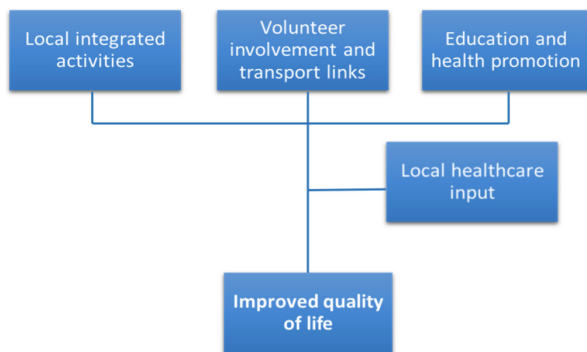 Local integrated
activities
Volunteer
involvement and
transport links
Education and
health promotion
Local healthcare
input
Improved quality
of life